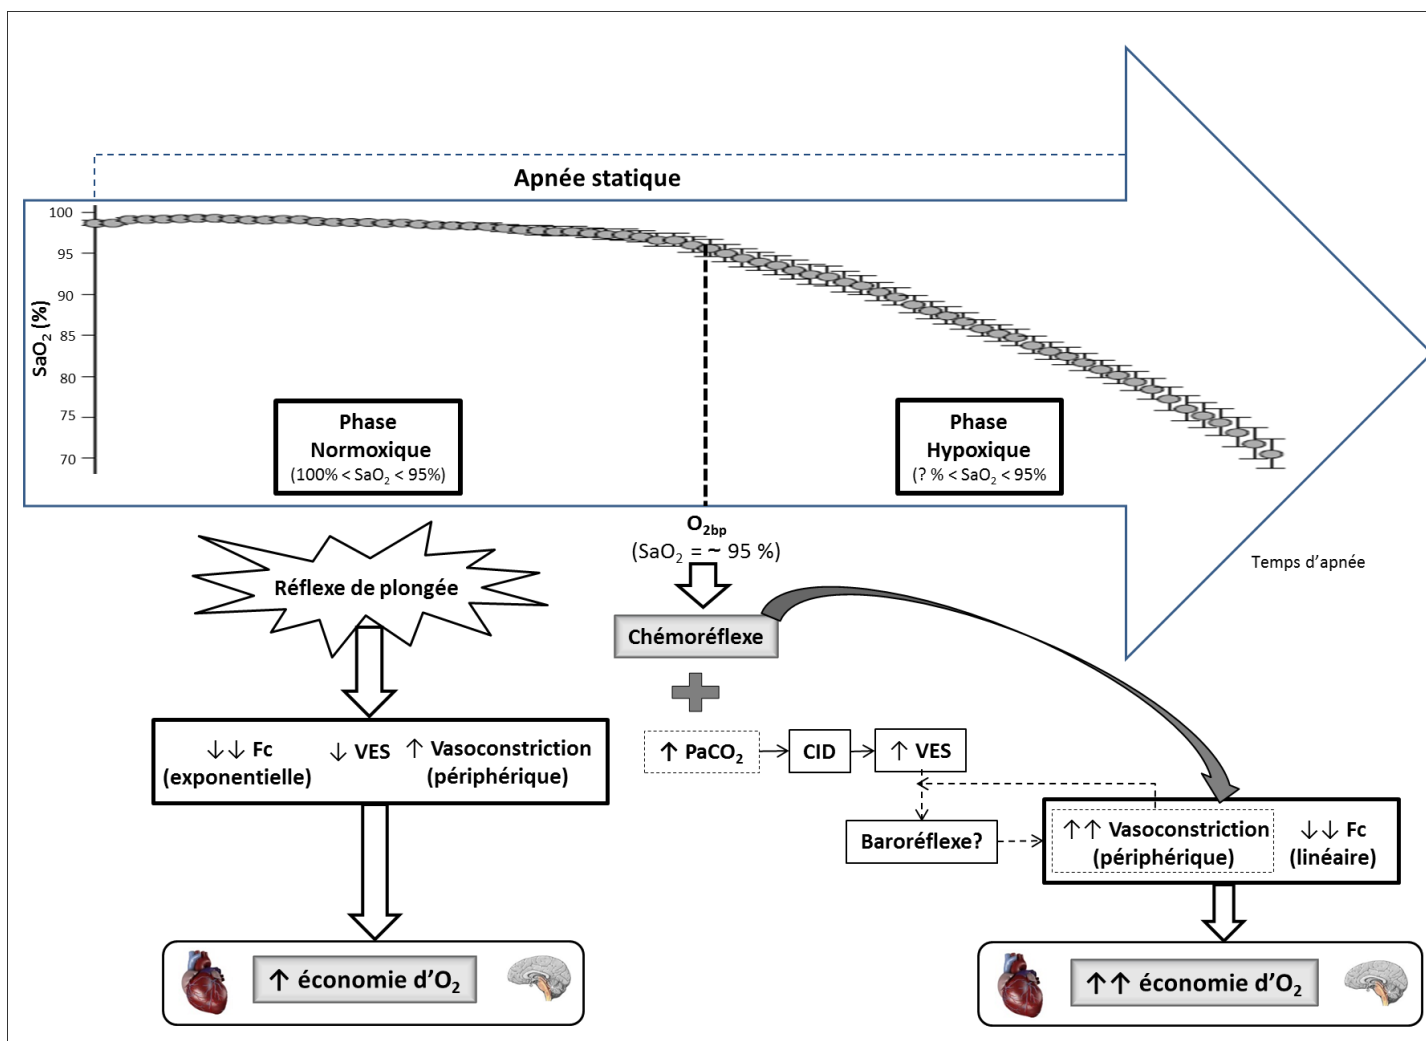 Apnée statique
100
95
90
85
80
75
70
SaO2 (%)
Phase
Normoxique
(100% < SaO2 < 95%)
Phase
Hypoxique
(? % < SaO2 < 95%
O2bp
(SaO2 = ~ 95 %)
Temps d’apnée
Réflexe de plongée
Chémoréflexe
↓↓ Fc
(exponentielle)
↓ VES
↑ Vasoconstriction
(périphérique)
↑ PaCO2
CID
↑ VES
Baroréflexe?
↑↑ Vasoconstriction
(périphérique)
↓↓ Fc
(linéaire)
↑ économie d’O2
↑↑ économie d’O2